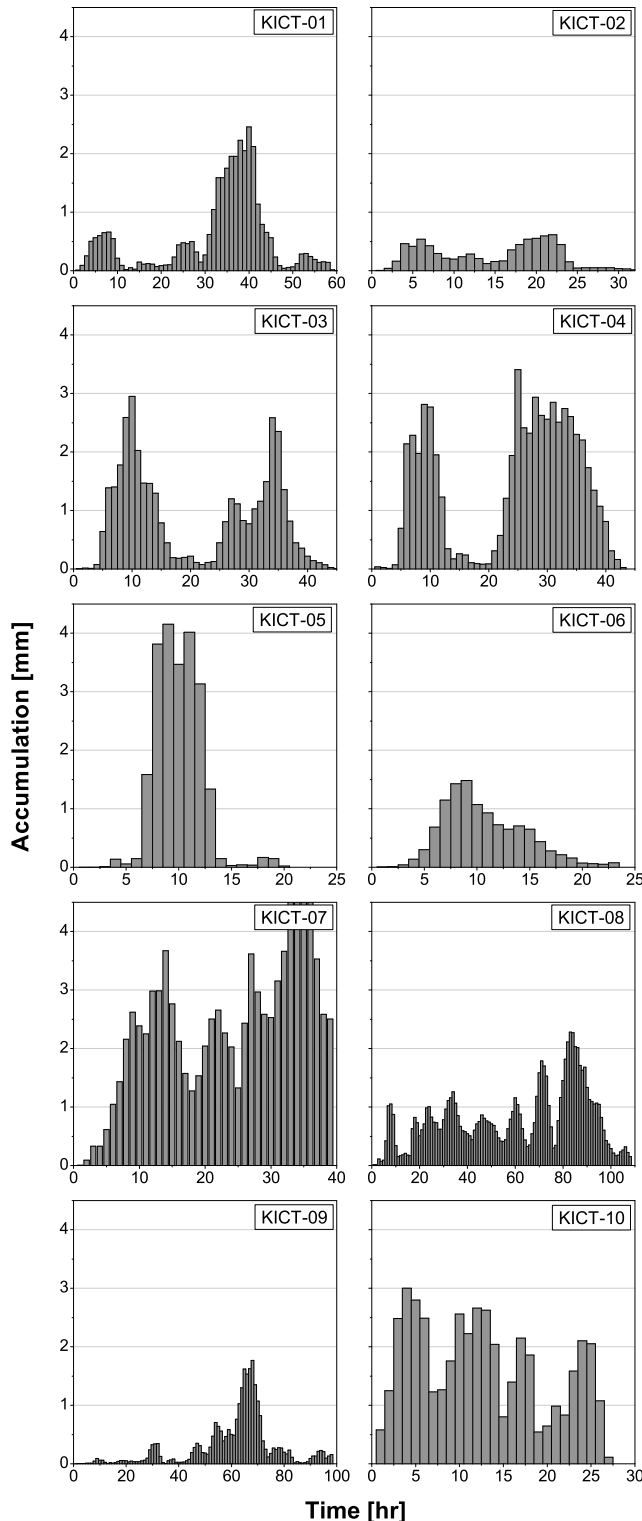 KICT-01
KICT-02
4
3
2
1
0
0 10 20 30 40 50 60
5 10 15 20 25 30
KICT-03
KICT-04
4
3
2
1
0
10 20 30 40
0 10 20 30 40
KICT-05
KICT-06
4
3
2
1
0
0 5 10 15 20 25
0 5 10 15 20 25
KICT-07
KICT-08
4
3
2
1
0
0 10 20 30 40
0 20 40 60 80 100
KICT-09
KICT-10
4
3
2
1
0
0 20 40 60 80 100
0 5 10 15 20 25 30
Accumulation [mm]
Time [hr]